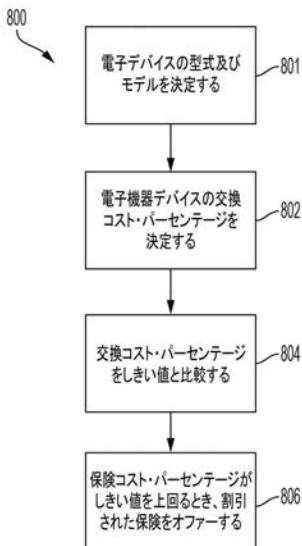 800
電子デバイスの型式及び
モデルを決定する
801
電子機器デバイスの交換
コスト・パーセンテージを
決定する
802
交換コスト・パーセンテージ
をしきい値と比較する
804
保険コスト・パーセンテージが
しきい値を上回るとき、割引
された保険をオファーする
806